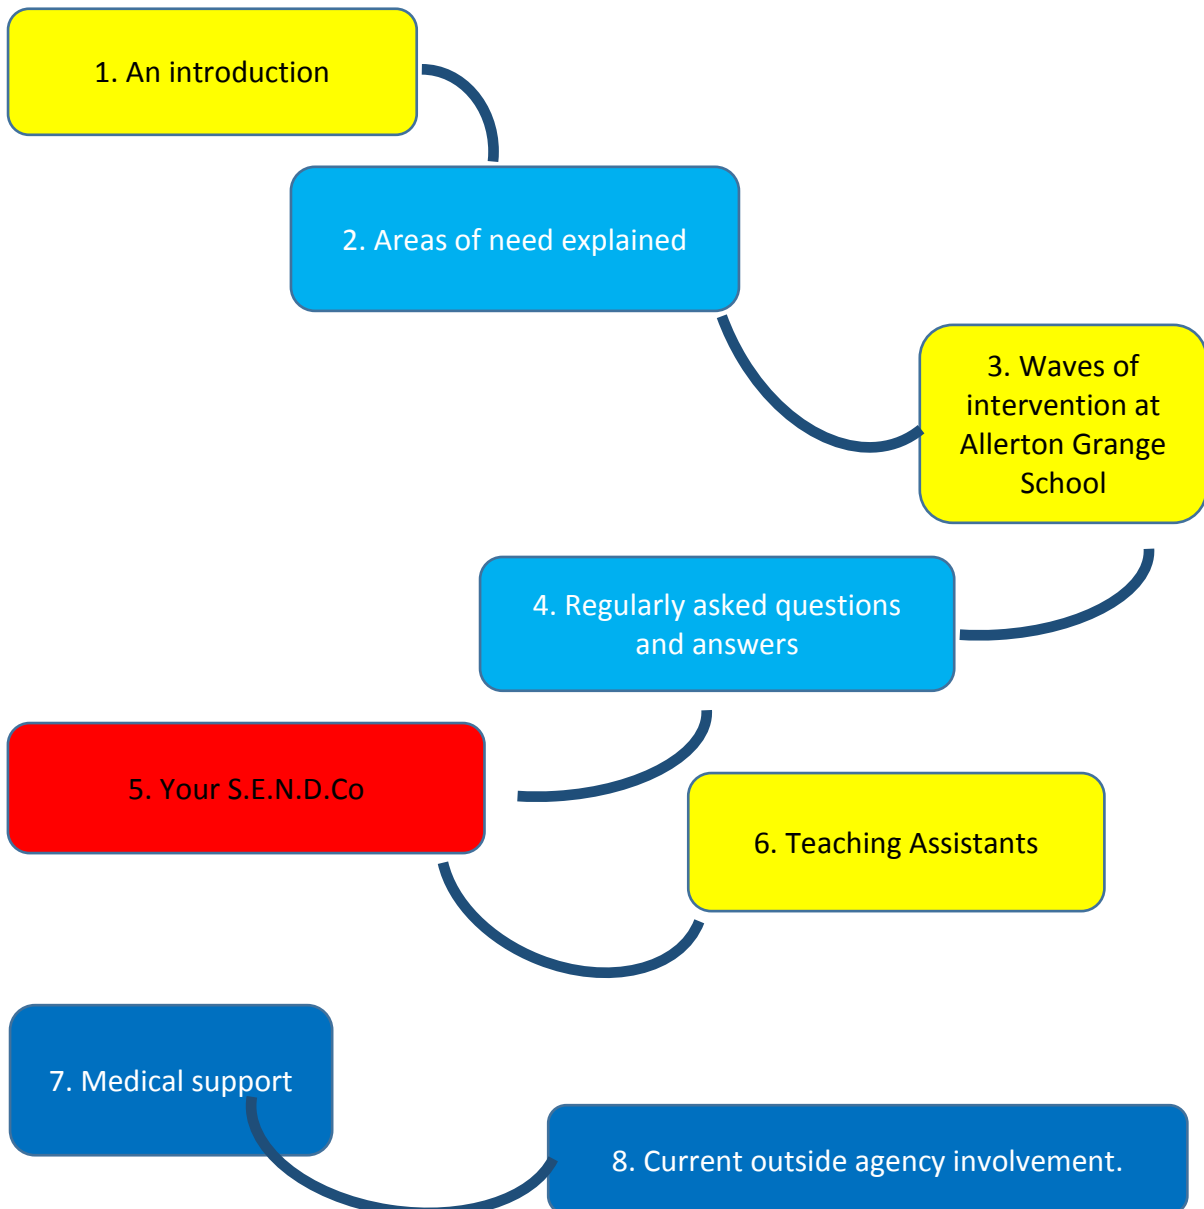 1. An introduction
2. Areas of need explained
3. Waves of
intervention at
Allerton Grange
School
4. Regularly asked questions
and answers
5. Your S.E.N.D.Co
6. Teaching Assistants
7. Medical support
8. Current outside agency involvement.